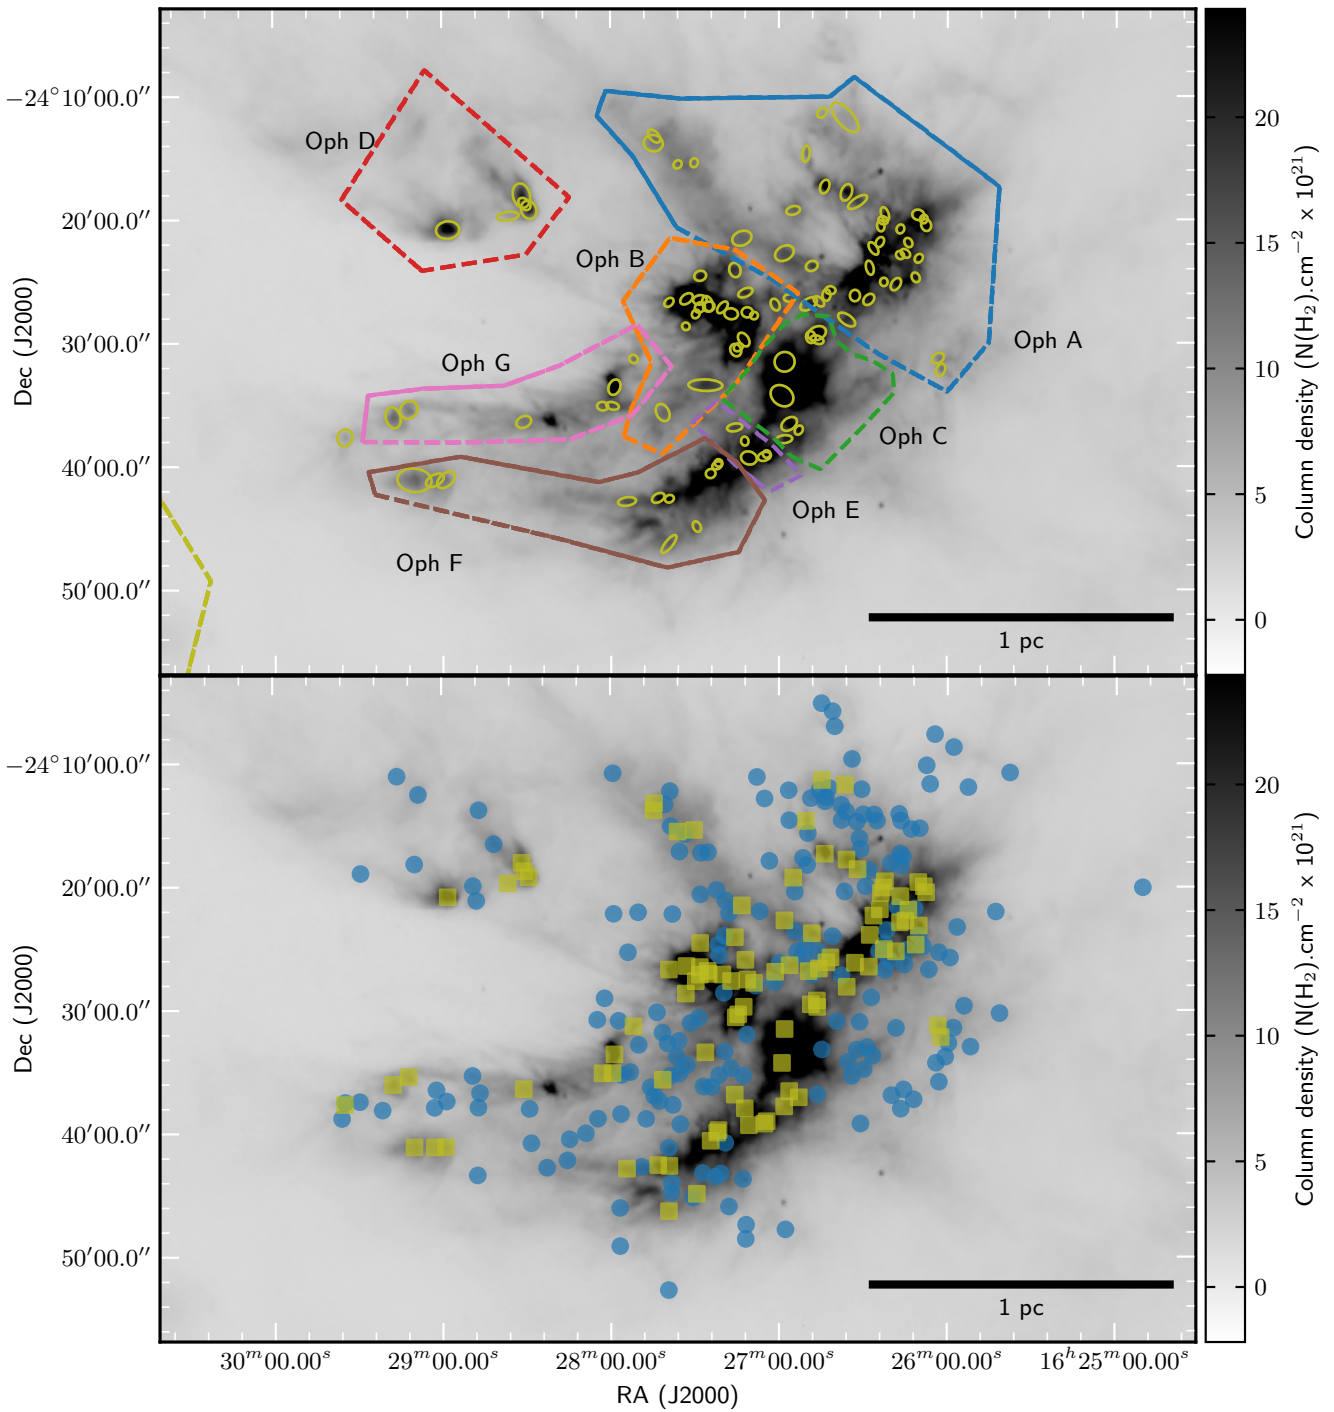 −24°10′00.0″
20′00.0″
30′00.0″
40′00.0″
50′00.0″
Dec (J2000)
Oph D
Oph B
Oph G
Oph A
Oph C
Oph E
Oph F
1 pc
20
15
10
5
0
Column density (N(H₂).cm⁻² x 10²¹)
−24°10′00.0″
20′00.0″
30′00.0″
40′00.0″
50′00.0″
Dec (J2000)
1 pc
20
15
10
5
0
Column density (N(H₂).cm⁻² x 10²¹)
30ᵐ00.00ˢ 29ᵐ00.00ˢ 28ᵐ00.00ˢ 27ᵐ00.00ˢ 26ᵐ00.00ˢ 16ʰ25ᵐ00.00ˢ
RA (J2000)